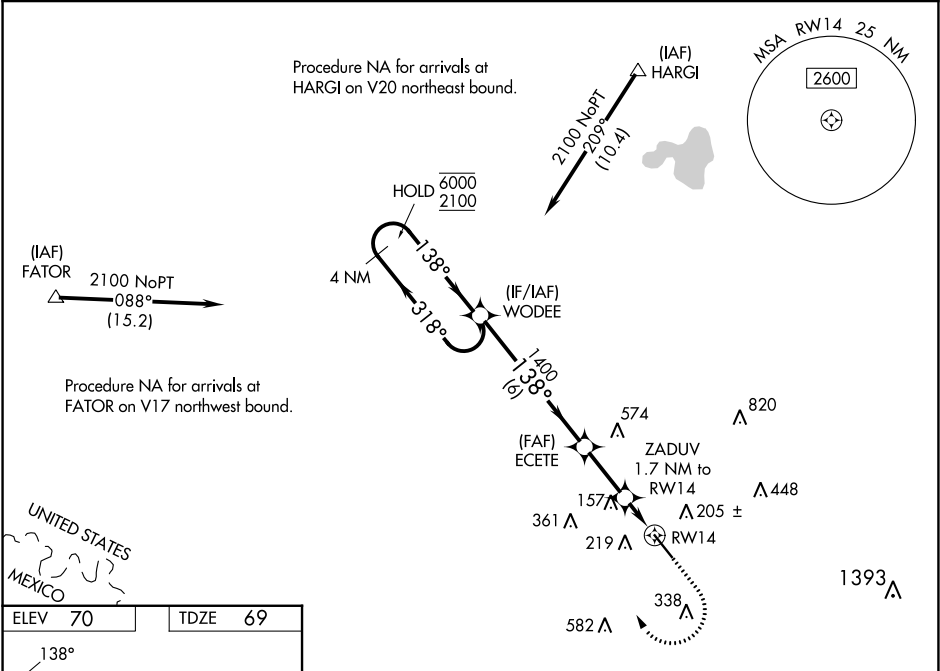 MSA RW14 25 NM
2600
(IAF)
HARGI
Procedure NA for arrivals at
HARGI on V20 northeast bound.
2100 NoPT
209°
(10.4)
HOLD 6000
2100
4 NM
138°
318°
(IAF)
FATOR
2100 NoPT
088°
(15.2)
(IF/IAF)
WODEE
1400
138°
(6)
Procedure NA for arrivals at
FATOR on V17 northwest bound.
574
820
(FAF)
ECETE
ZADUV
1.7 NM to
RW14
157
448
361
205 ±
219
RW14
UNITED STATES
MEXICO
1393
338
582
ELEV 70
TDZE 69
138°